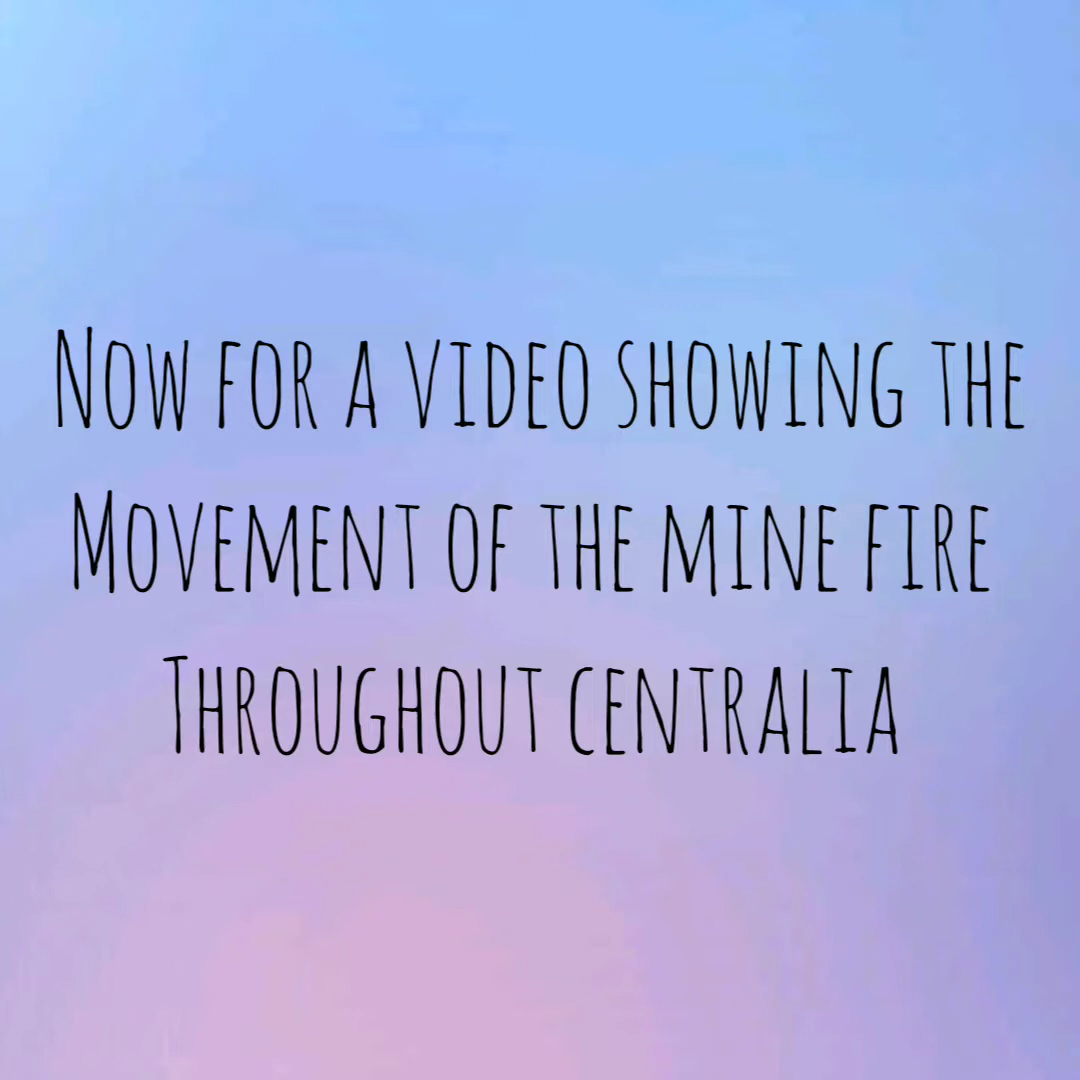 Now for a video showing the
Movement of the mine fire
Throughout centralia